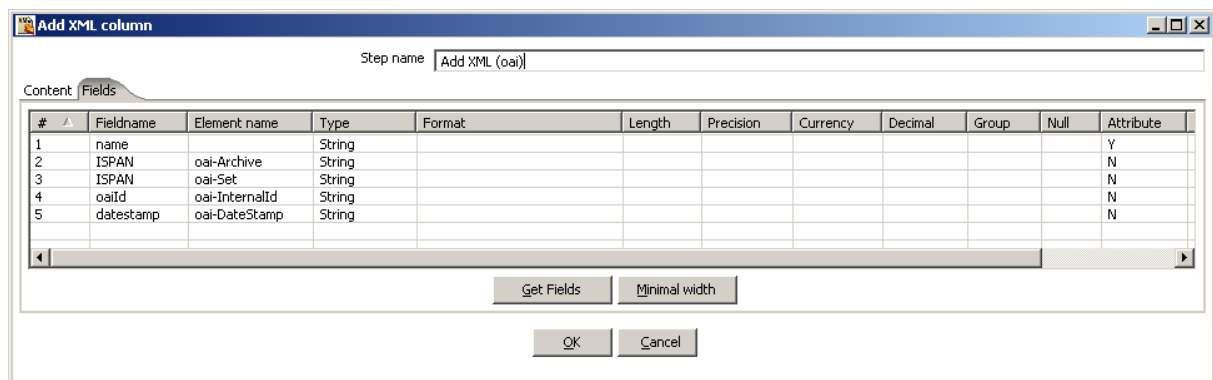 Add XML column
Step name Add XML (oai)
Content Fields
# Fieldname Element name Type Format Length Precision Currency Decimal Group Null Attribute
1 name String Y
2 ISPAN oai-Archive String N
3 ISPAN oai-Set String N
4 oaiId oai-InternalId String N
5 datestamp oai-DateStamp String N
Get Fields Minimal width
OK Cancel